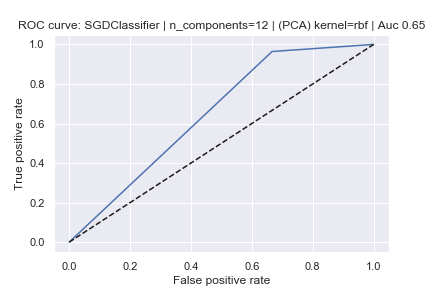 ROC curve: SGDClassifier | n_components=12 | (PCA) kernel=rbf | Auc 0.65
1.0
0.8
0.6
0.4
0.2
0.0
True positive rate
0.0 0.2 0.4 0.6 0.8 1.0
False positive rate